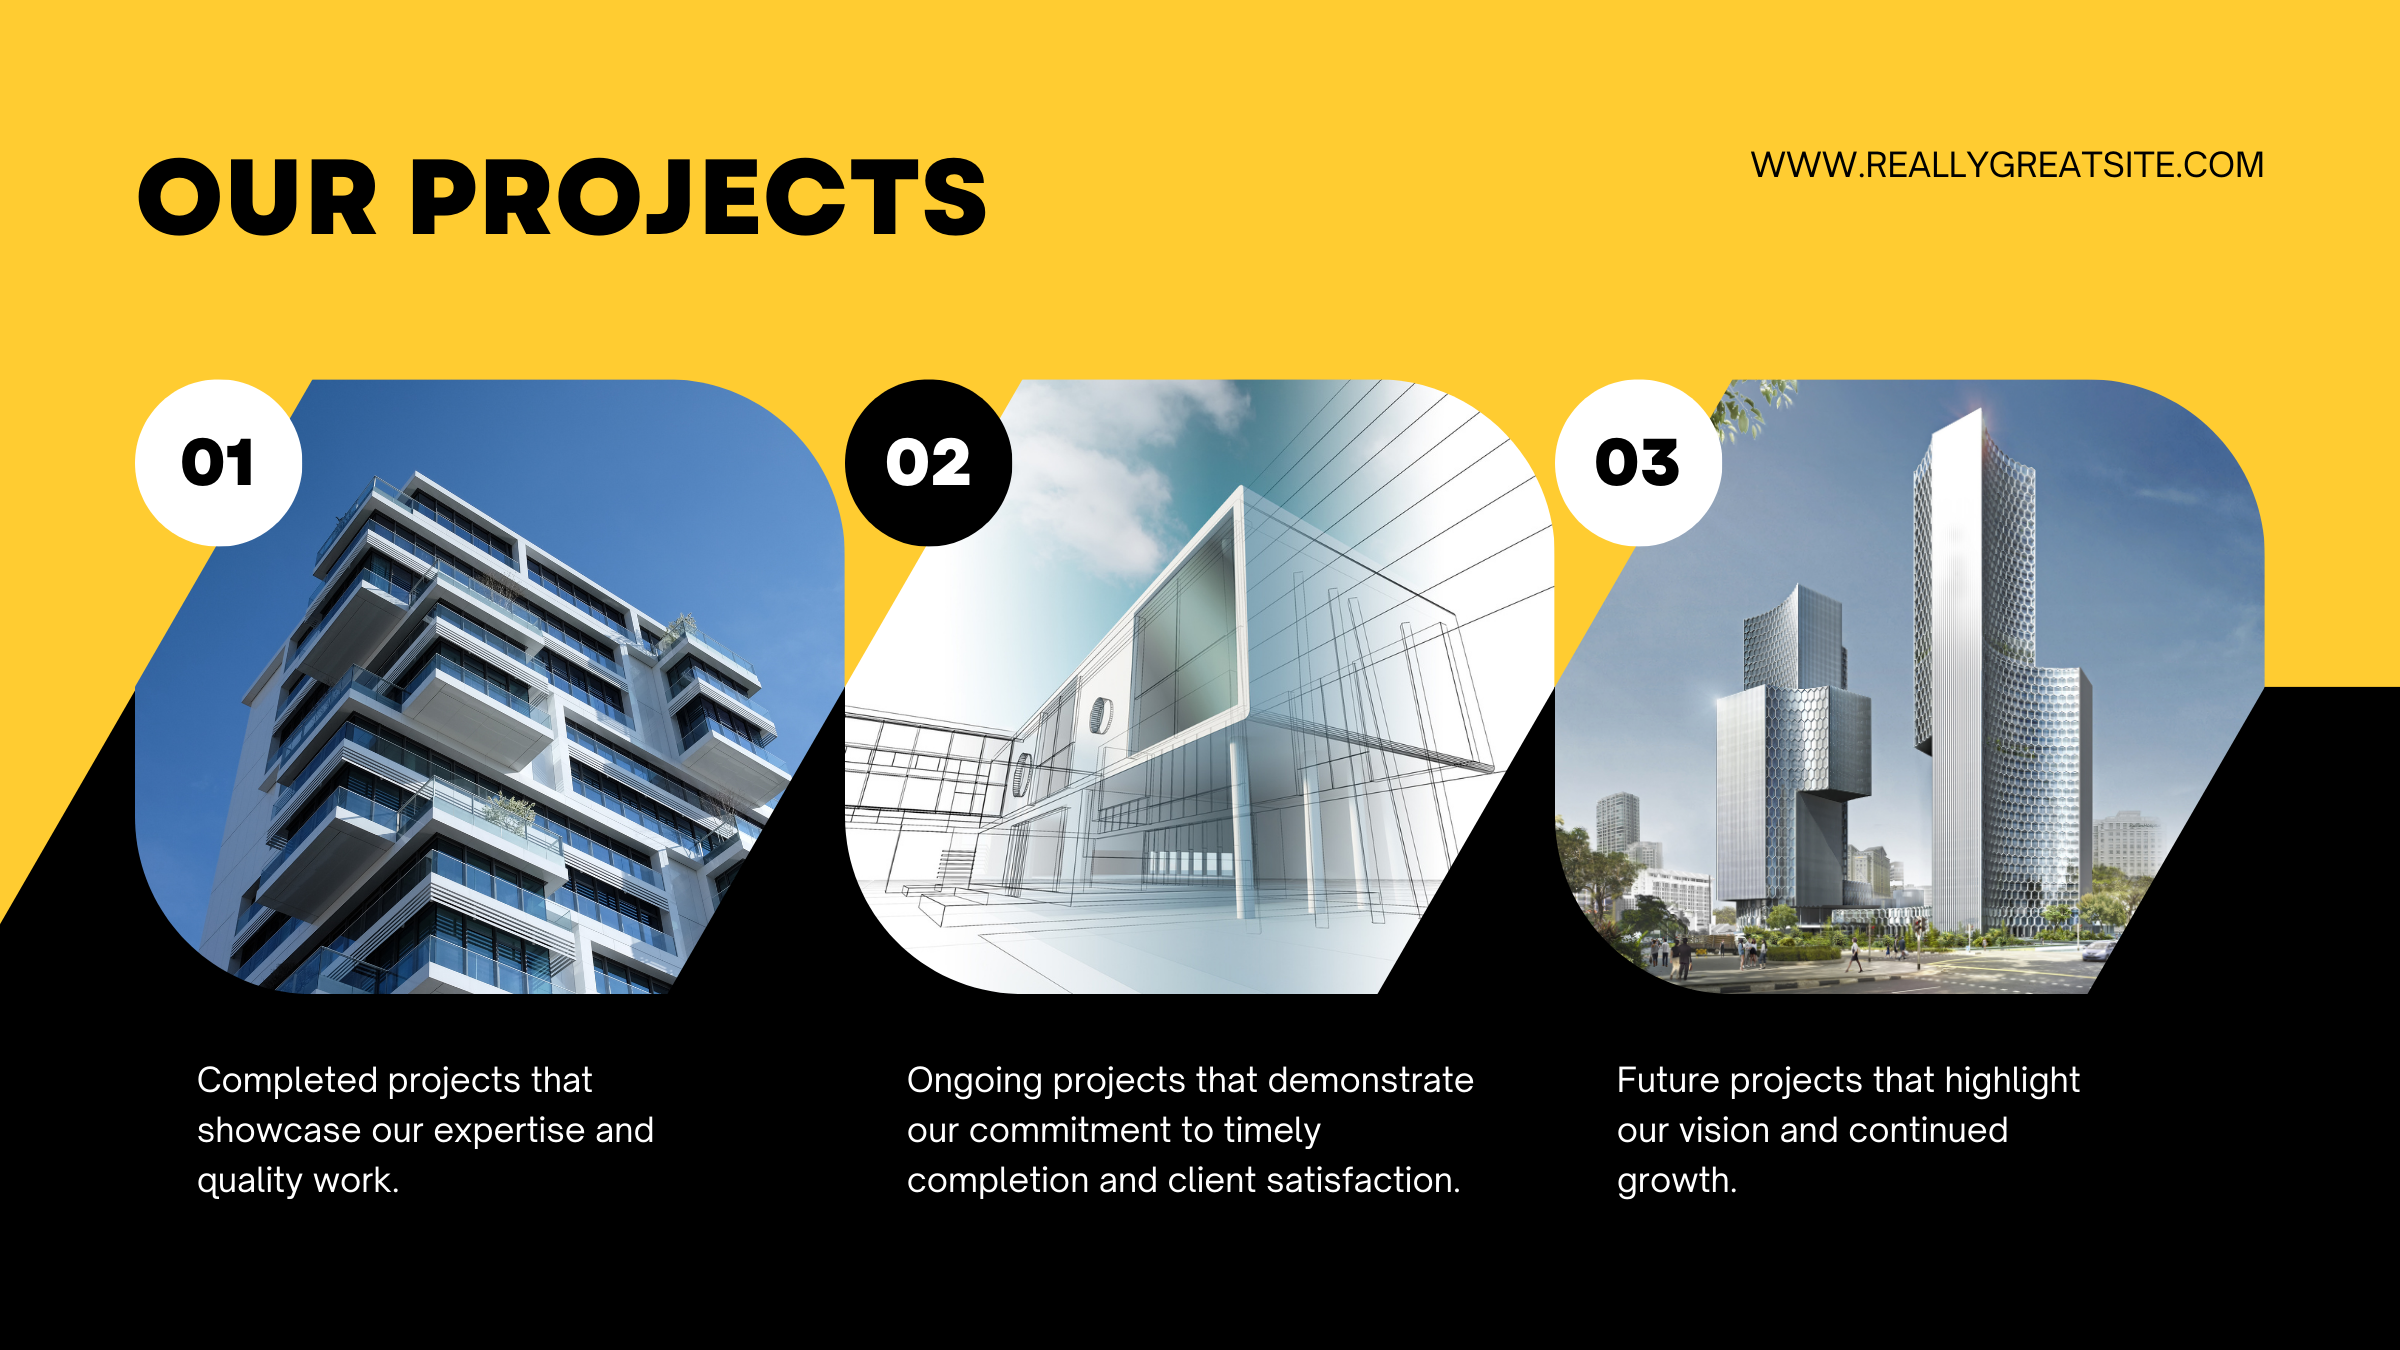 OUR PROJECTS
WWW.REALLYGREATSITE.COM
01
02
03
Completed projects that
showcase our expertise and
quality work.
Ongoing projects that demonstrate
our commitment to timely
completion and client satisfaction.
Future projects that highlight
our vision and continued
growth.